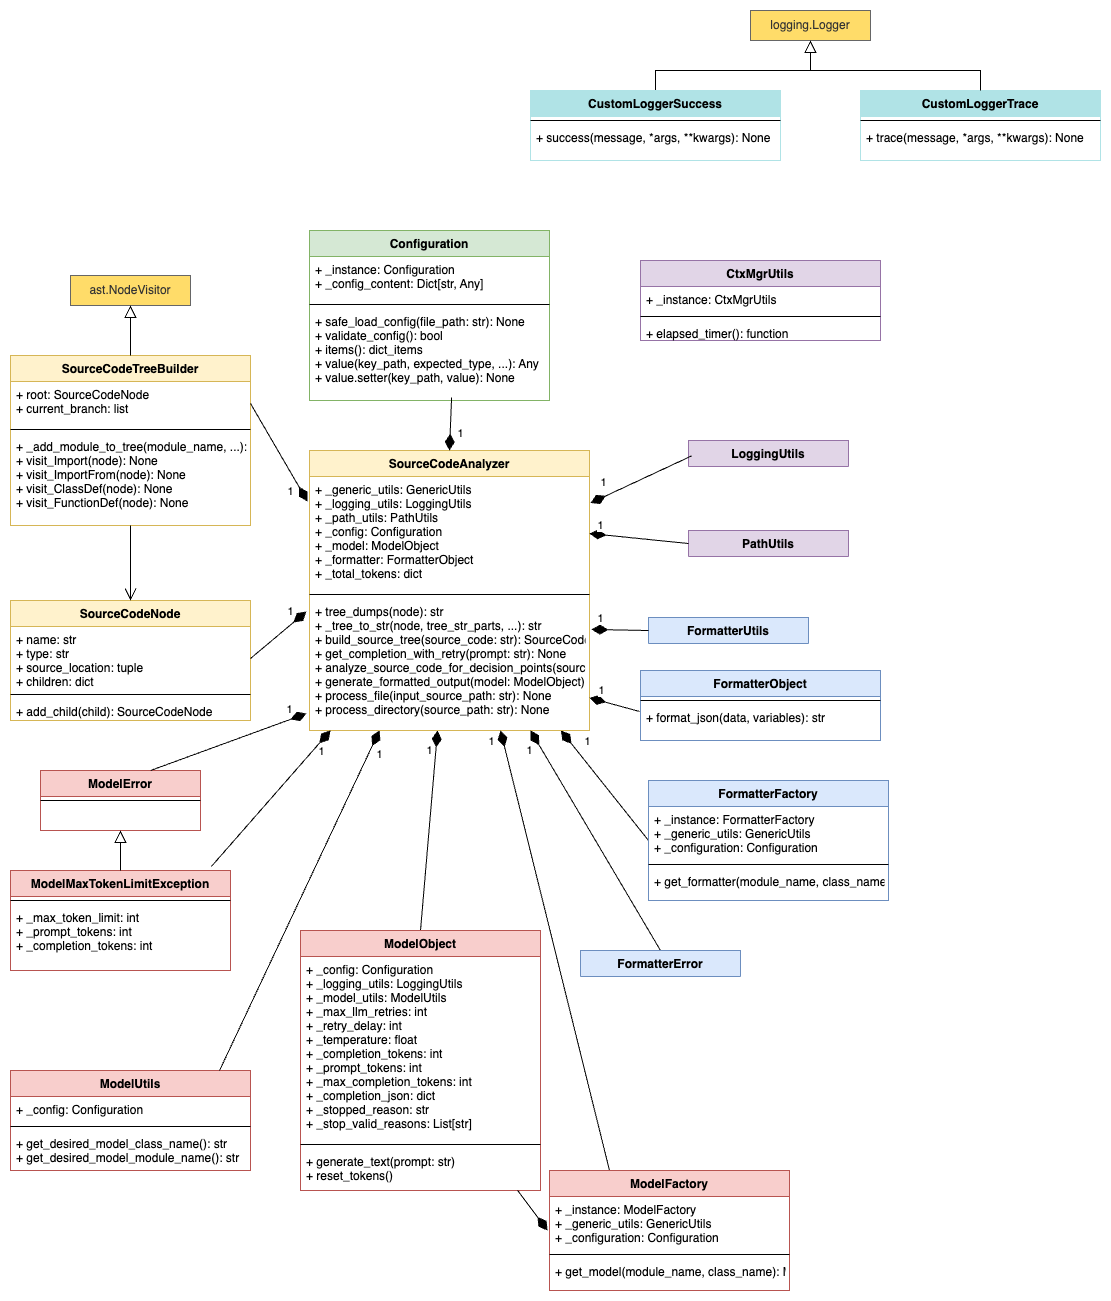 logging.Logger
CustomLoggerSuccess
+ success(message, *args, **kwargs): None
CustomLoggerTrace
+ trace(message, *args, **kwargs): None
Configuration
+ _instance: Configuration
+ _config_content: Dict[str, Any]
+ safe_load_config(file_path: str): None
+ validate_config(): bool
+ items(): dict_items
+ value(key_path, expected_type, ...): Any
+ value.setter(key_path, value): None
CtxMgrUtils
+ _instance: CtxMgrUtils
+ elapsed_timer(): function
ast.NodeVisitor
SourceCodeTreeBuilder
+ root: SourceCodeNode
+ current_branch: list
+ _add_module_to_tree(module_name, ...):
+ visit_Import(node): None
+ visit_ImportFrom(node): None
+ visit_ClassDef(node): None
+ visit_FunctionDef(node): None
1
1
SourceCodeAnalyzer
+ _generic_utils: GenericUtils
+ _logging_utils: LoggingUtils
+ _path_utils: PathUtils
+ _config: Configuration
+ _model: ModelObject
+ _formatter: FormatterObject
+ _total_tokens: dict
+ tree_dumps(node): str
+ _tree_to_str(node, tree_str_parts, ...): str
+ build_source_tree(source_code: str): SourceCod
+ get_completion_with_retry(prompt: str): None
+ analyze_source_code_for_decision_points(sourc
+ generate_formatted_output(model: ModelObject)
+ process_file(input_source_path: str): None
+ process_directory(source_path: str): None
LoggingUtils
1
1
PathUtils
SourceCodeNode
+ name: str
+ type: str
+ source_location: tuple
+ children: dict
+ add_child(child): SourceCodeNode
1
1
FormatterUtils
1
FormatterObject
+ format_json(data, variables): str
1
1
1
1
1
1
1
ModelError
FormatterFactory
+ _instance: FormatterFactory
+ _generic_utils: GenericUtils
+ _configuration: Configuration
+ get_formatter(module_name, class_name
ModelMaxTokenLimitException
+ _max_token_limit: int
+ _prompt_tokens: int
+ _completion_tokens: int
FormatterError
ModelObject
+ _config: Configuration
+ _logging_utils: LoggingUtils
+ _model_utils: ModelUtils
+ _max_llm_retries: int
+ _retry_delay: int
+ _temperature: float
+ _completion_tokens: int
+ _prompt_tokens: int
+ _max_completion_tokens: int
+ _completion_json: dict
+ _stopped_reason: str
+ _stop_valid_reasons: List[str]
+ generate_text(prompt: str)
+ reset_tokens()
ModelUtils
+ _config: Configuration
+ get_desired_model_class_name(): str
+ get_desired_model_module_name(): str
ModelFactory
+ _instance: ModelFactory
+ _generic_utils: GenericUtils
+ _configuration: Configuration
+ get_model(module_name, class_name):